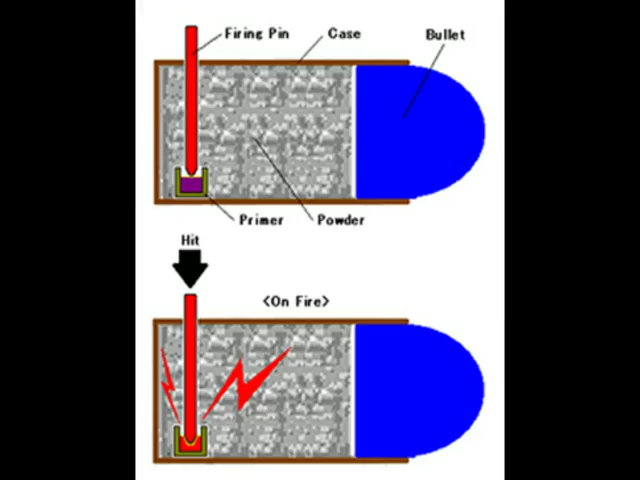 Firing Pin
Case
Bullet
Primer
Powder
Hit
<On Fire>